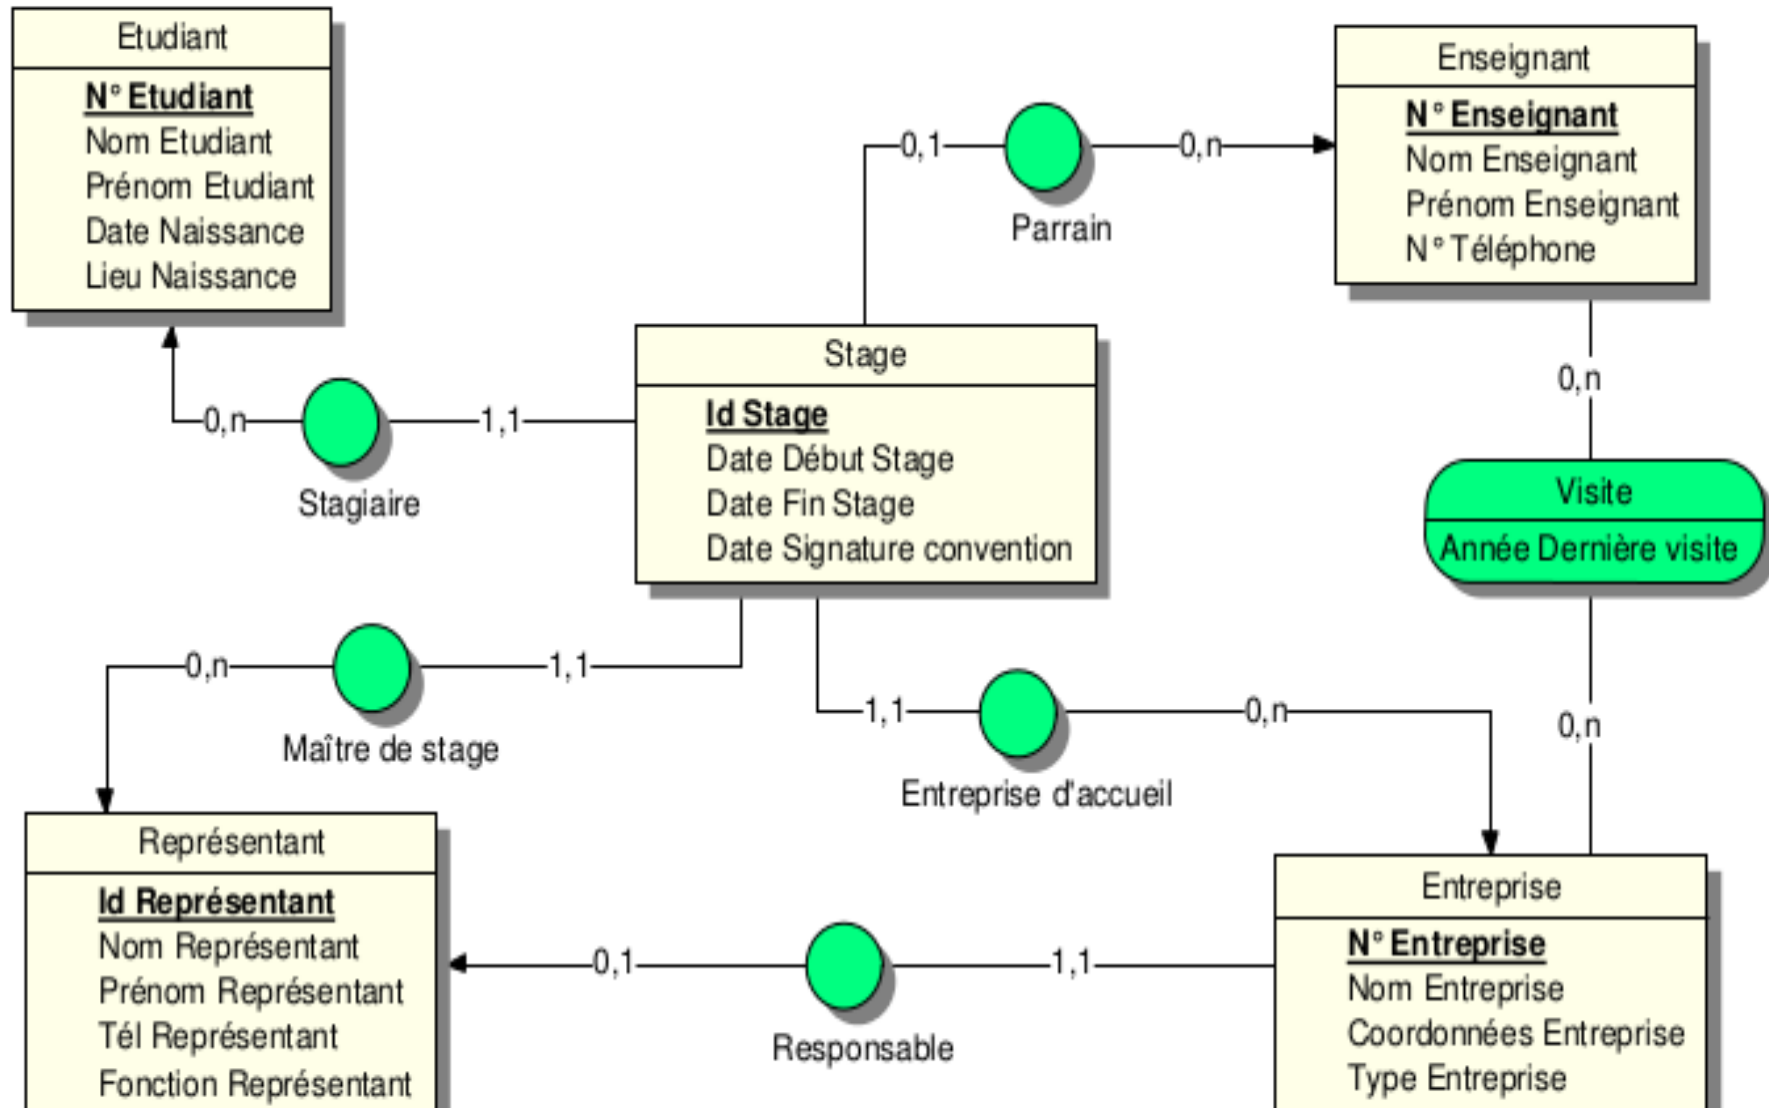 Etudiant
N° Etudiant
Nom Etudiant
Prénom Etudiant
Date Naissance
Lieu Naissance
Enseignant
N° Enseignant
Nom Enseignant
Prénom Enseignant
N° Téléphone
0,1
0,n
Parrain
Stage
Id Stage
Date Début Stage
Date Fin Stage
Date Signature convention
0,n
1,1
Stagiaire
0,n
Visite
Année Dernière visite
0,n
0,n
1,1
Maître de stage
1,1
0,n
Entreprise d'accueil
Représentant
Id Représentant
Nom Représentant
Prénom Représentant
Tél Représentant
Fonction Représentant
0,1
1,1
Responsable
Entreprise
N° Entreprise
Nom Entreprise
Coordonnées Entreprise
Type Entreprise